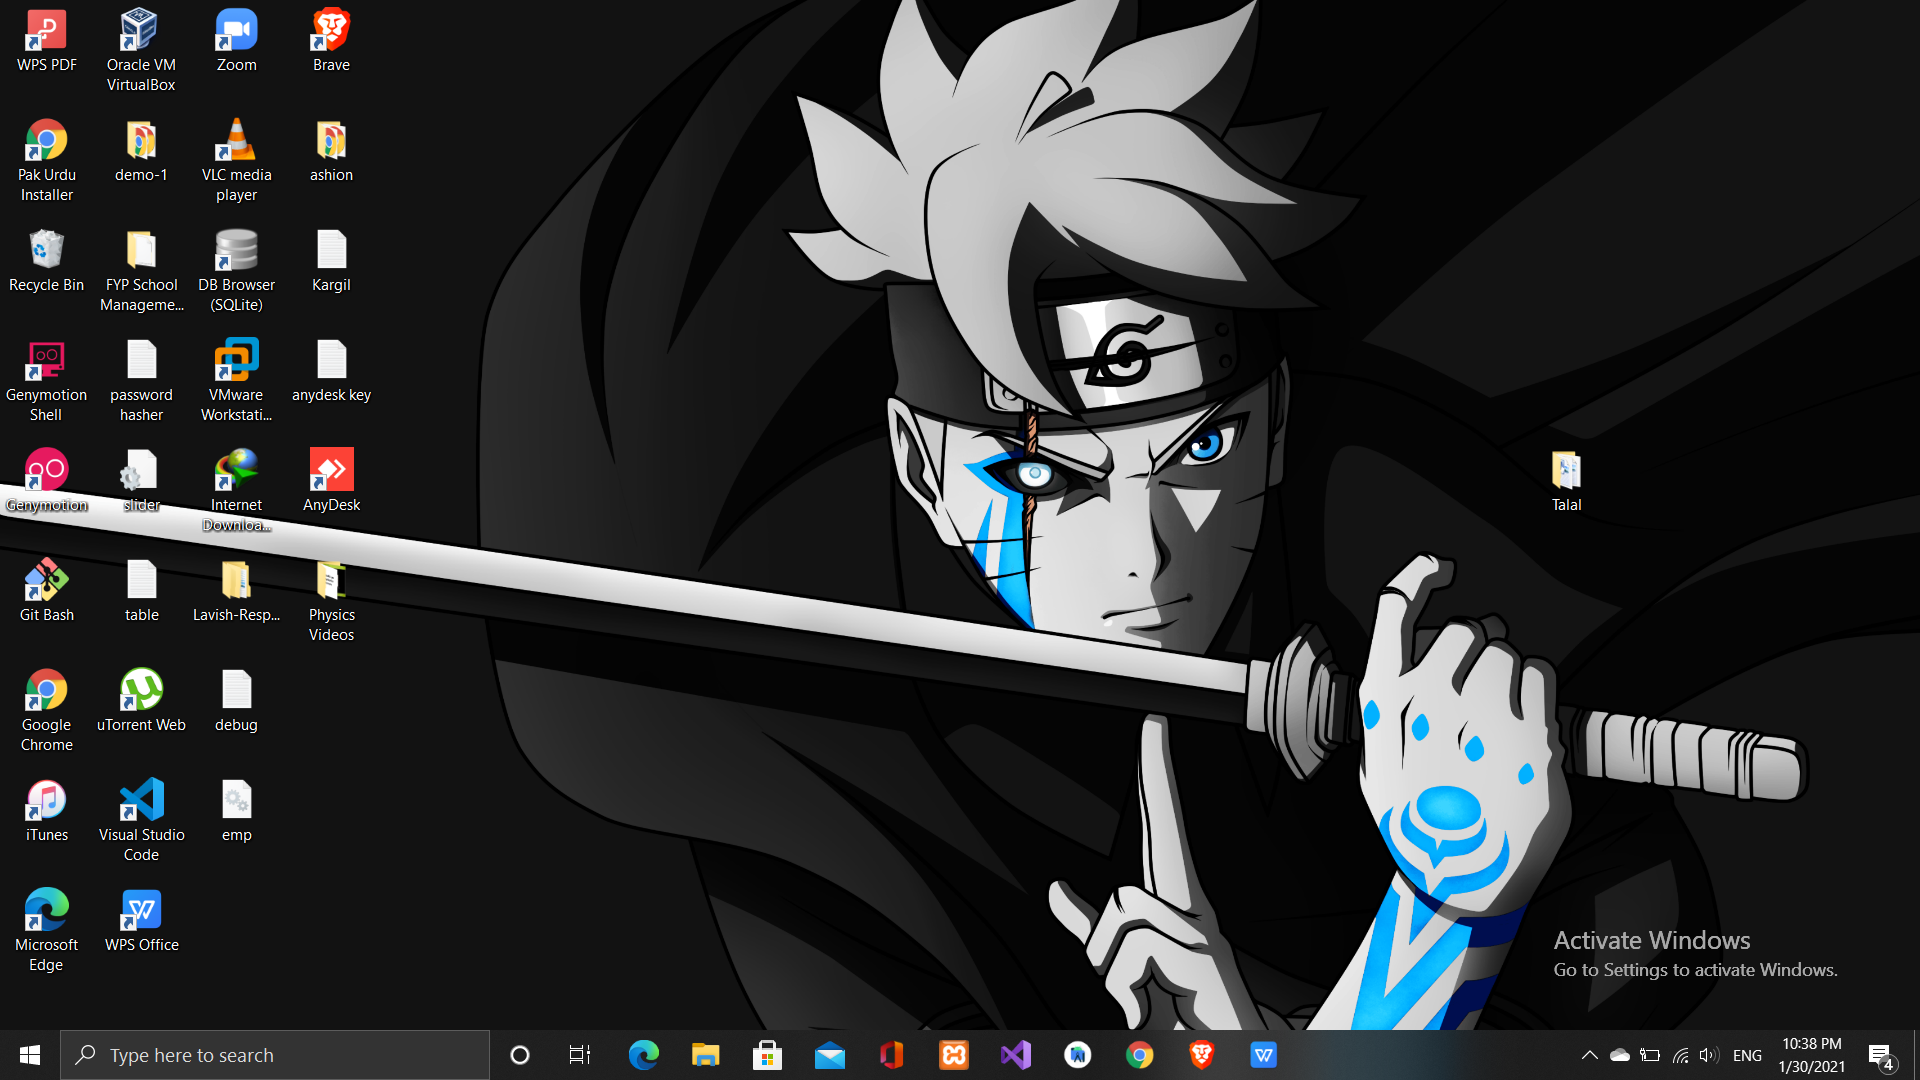 WPS PDF
Oracle VM
VirtualBox
Zoom
Brave
Pak Urdu
Installer
demo-1
VLC media
player
ashion
Recycle Bin
FYP School
Manageme...
DB Browser
(SQLite)
Kargil
Genymotion
Shell
password
hasher
VMware
Workstati...
anydesk key
Genymotion
slider
Internet
Downloa...
AnyDesk
Talal
Git Bash
table
Lavish-Resp...
Physics
Videos
Google
Chrome
uTorrent Web
debug
iTunes
Visual Studio
Code
emp
Microsoft
Edge
WPS Office
Activate Windows
Go to Settings to activate Windows.
Type here to search
ENG
10:38 PM
1/30/2021
4